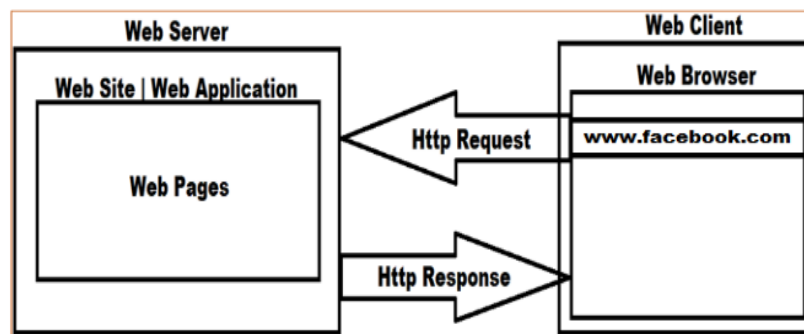 Web Server
Web Client
Web Site | Web Application
Web Browser
Http Request
www.facebook.com
Web Pages
Http Response